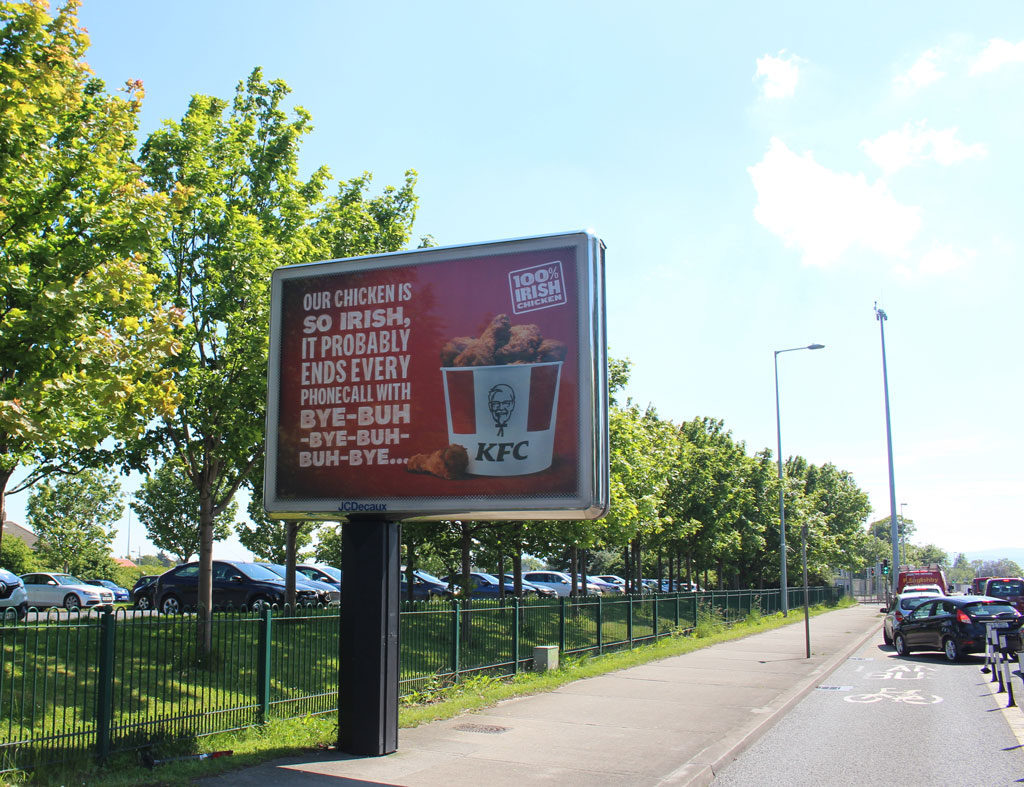 OUR CHICKEN IS
SO IRISH,
IT PROBABLY
ENDS EVERY
PHONECALL WITH
BYE-BUH
-BYE-BUH-
BUH-BYE...
100%
IRISH
CHICKEN
KFC
JCDecaux